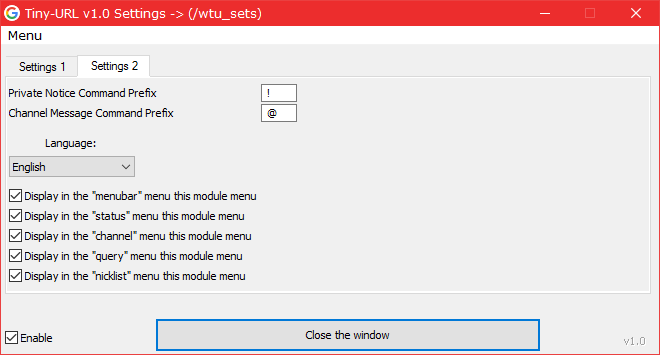 Tiny-URL v1.0 Settings -> (/wtu_sets)
Menu
Settings 1
Settings 2
Private Notice Command Prefix
!
Channel Message Command Prefix
@
Language:
English
Display in the "menubar" menu this module menu
Display in the "status" menu this module menu
Display in the "channel" menu this module menu
Display in the "query" menu this module menu
Display in the "nicklist" menu this module menu
Enable
Close the window
v1.0